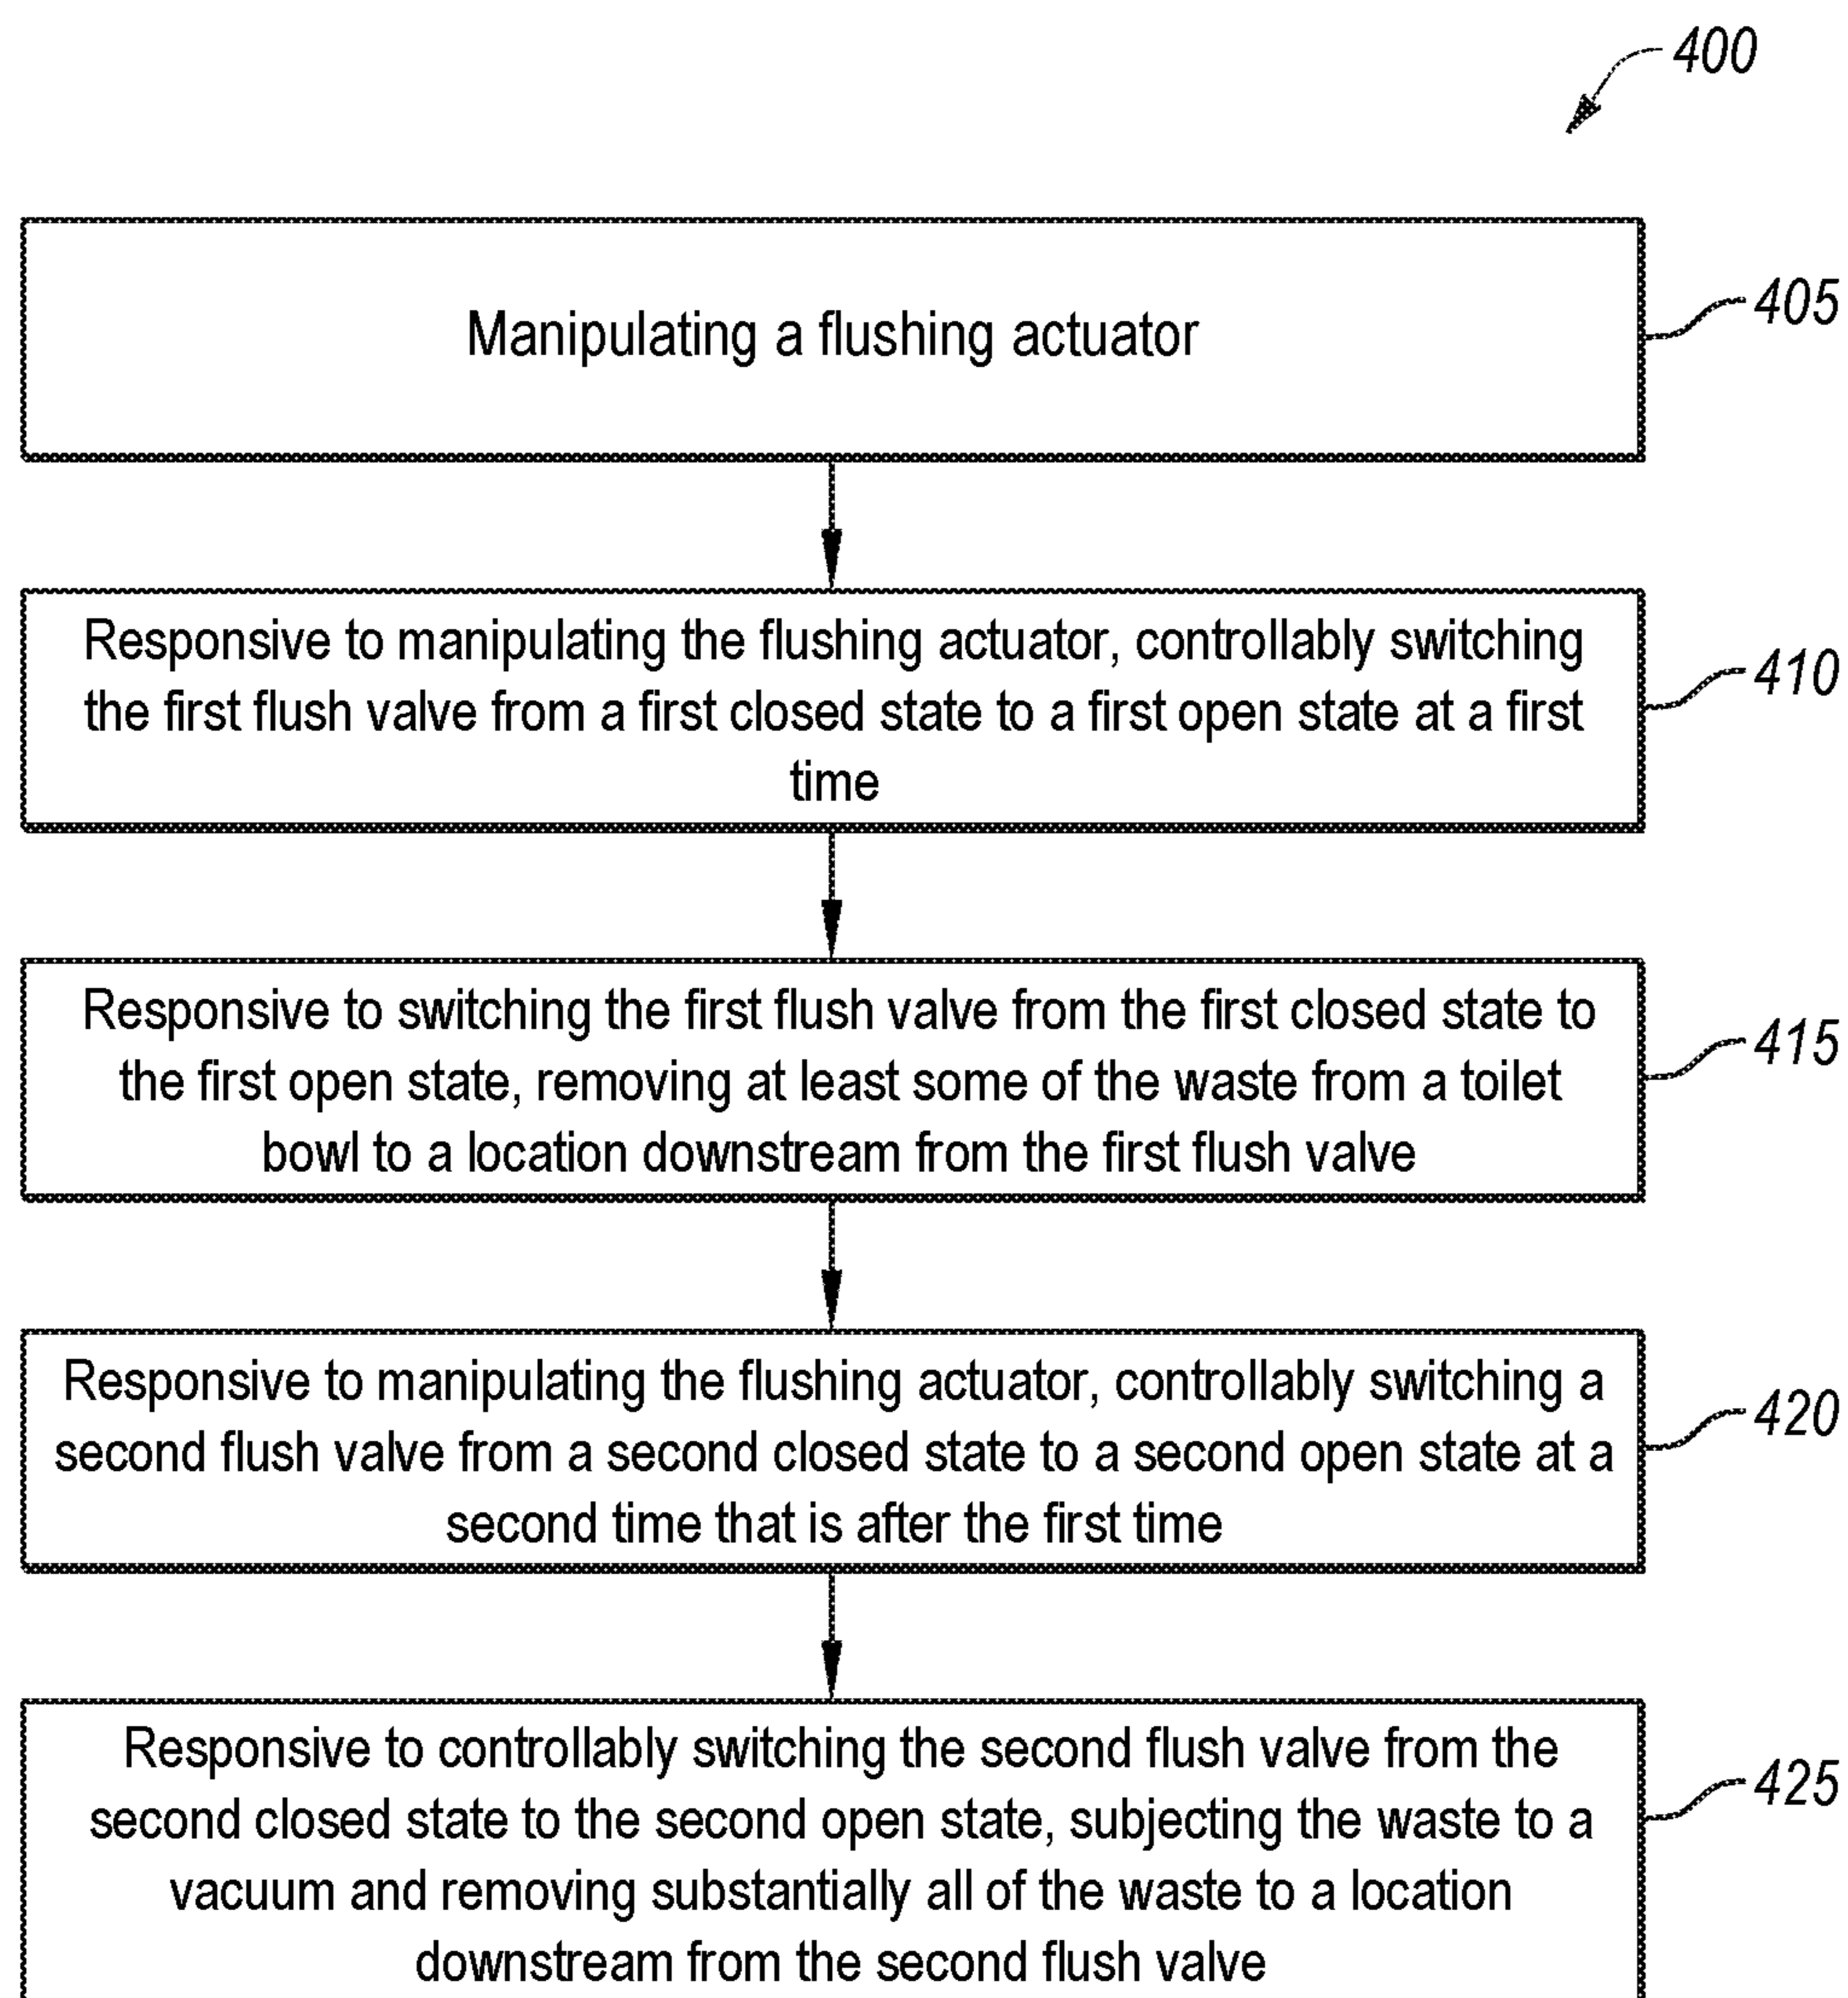 400
Manipulating a flushing actuator
405
Responsive to manipulating the flushing actuator, controllably switching
the first flush valve from a first closed state to a first open state at a first
time
410
Responsive to switching the first flush valve from the first closed state to
the first open state, removing at least some of the waste from a toilet
bowl to a location downstream from the first flush valve
415
Responsive to manipulating the flushing actuator, controllably switching a
second flush valve from a second closed state to a second open state at a
second time that is after the first time
420
Responsive to controllably switching the second flush valve from the
second closed state to the second open state, subjecting the waste to a
vacuum and removing substantially all of the waste to a location
downstream from the second flush valve
425